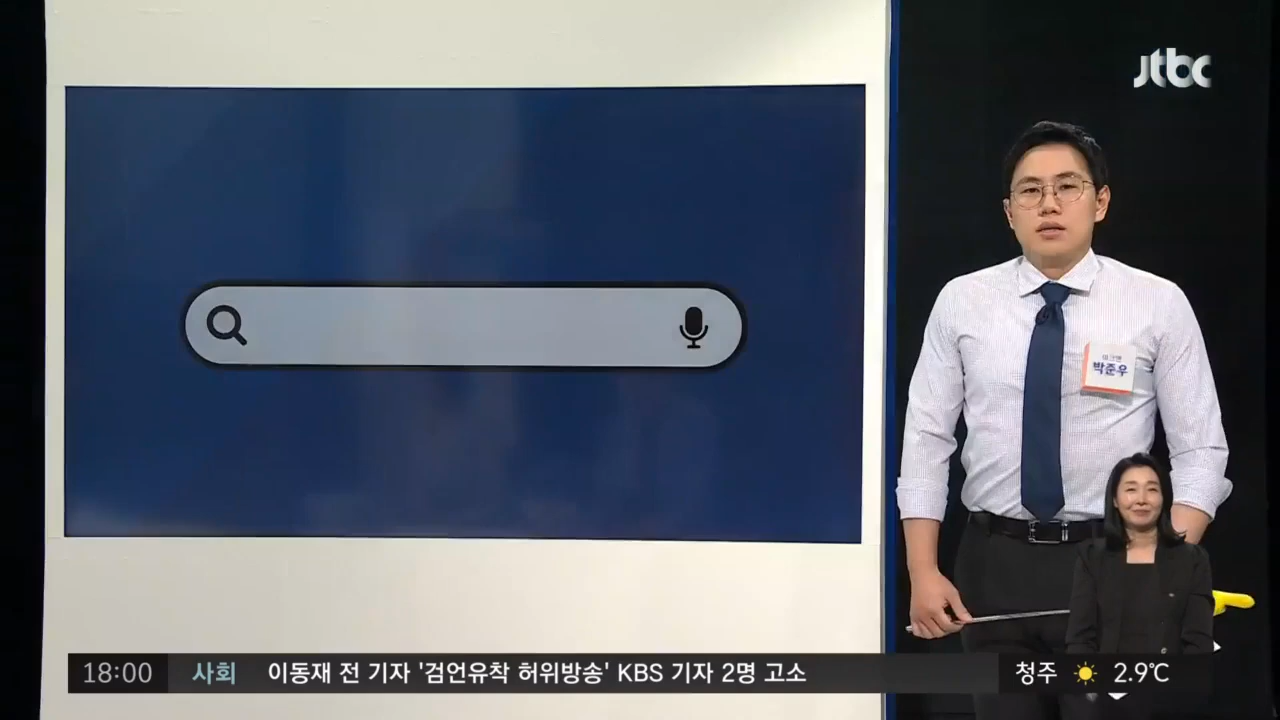 jtbc
박준우
18:00 사회 이동재 전 기자 '검언유착 허위방송' KBS 기자 2명 고소 청주 2.9℃